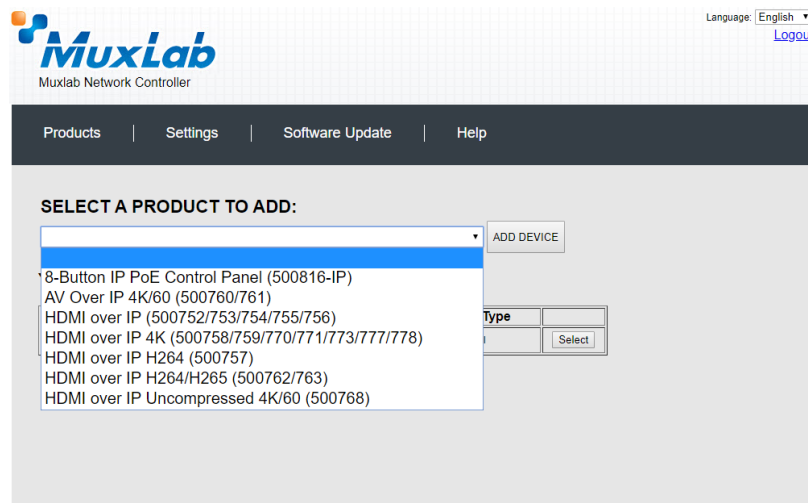 Language: English
Logou
MuxLab
Muxlab Network Controller
Products | Settings | Software Update | Help
SELECT A PRODUCT TO ADD:
ADD DEVICE
8-Button IP PoE Control Panel (500816-IP)
AV Over IP 4K/60 (500760/761)
HDMI over IP (500752/753/754/755/756)
Type
HDMI over IP 4K (500758/759/770/771/773/777/778)
Select
HDMI over IP H264 (500757)
HDMI over IP H264/H265 (500762/763)
HDMI over IP Uncompressed 4K/60 (500768)